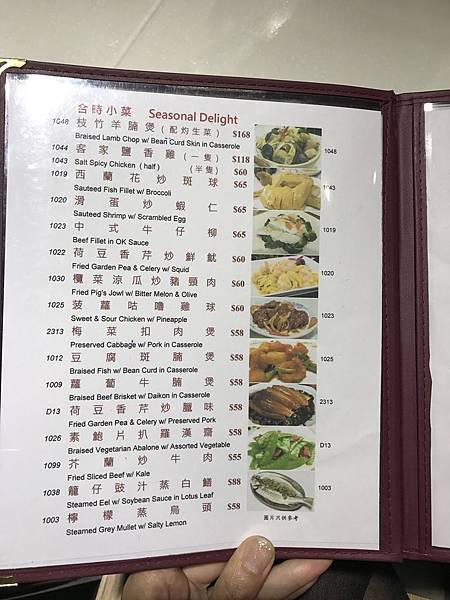 合時小菜 Seasonal Delight
1048 枝竹羊腩煲(配灼生菜) $168
Braised Lamb Chop w/ Bean Curd Skin in Casserole
1044 客家鹽香雞(一隻) $118
1043 Salt Spicy Chicken (half) (半隻) $60
1019 西蘭花炒斑球 $65
Sauteed Fish Fillet w/ Broccoli
1020 滑蛋炒蝦仁 $65
Sauteed Shrimp w/ Scrambled Egg
1023 中式牛仔柳 $65
Beef Fillet in OK Sauce
1022 荷豆香芹炒鮮魷 $60
Fried Garden Pea & Celery w/ Squid
1030 欖菜涼瓜炒豬頸肉 $60
Fried Pig's Jowl w/ Bitter Melon & Olive
1025 菠蘿咕嚕雞球 $60
Sweet & Sour Chicken w/ Pineapple
2313 梅菜扣肉煲 $58
Preserved Cabbage w/ Pork in Casserole
1012 豆腐斑腩煲 $58
Braised Fish w/ Bean Curd in Casserole
1009 蘿蔔牛腩煲 $58
Braised Beef Brisket w/ Daikon in Casserole
D13 荷豆香芹炒臘味 $58
Fried Garden Pea & Celery w/ Preserved Pork
1026 素鮑片扒羅漢齋 $58
Braised Vegetarian Abalone w/ Assorted Vegetable
1099 芥蘭炒牛肉 $55
Fried Sliced Beef w/ Kale
1038 籠仔豉汁蒸白鱔 $88
Steamed Eel w/ Soybean Sauce in Lotus Leaf
1003 檸檬蒸烏頭 $58
Steamed Grey Mullet w/ Salty Lemon
1048
1043
1019
1020
1023
1025
2313
D13
1003
圖片只供參考